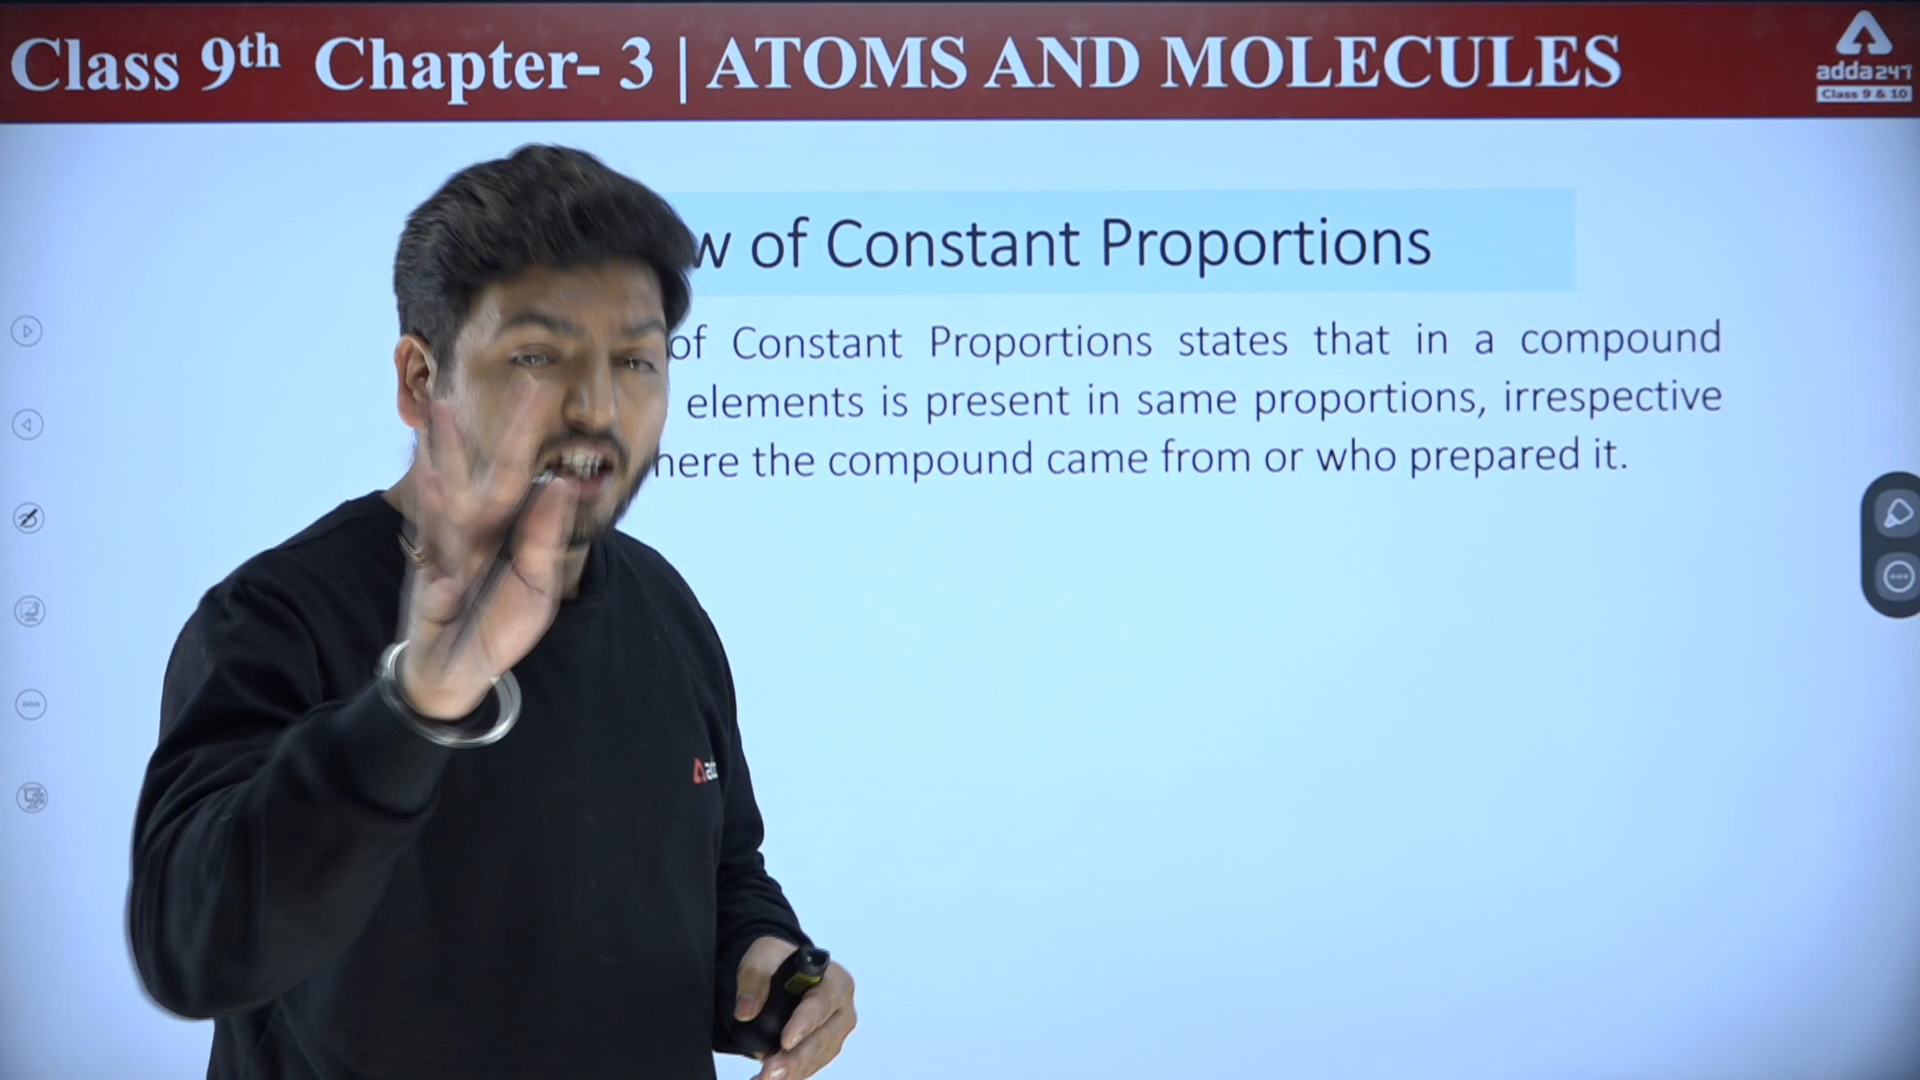 Class 9th Chapter- 3 | ATOMS AND MOLECULES
adda247
Class 9 & 10
of Constant Proportions
of Constant Proportions states that in a compound
elements is present in same proportions, irrespective
the compound came from or who prepared it.